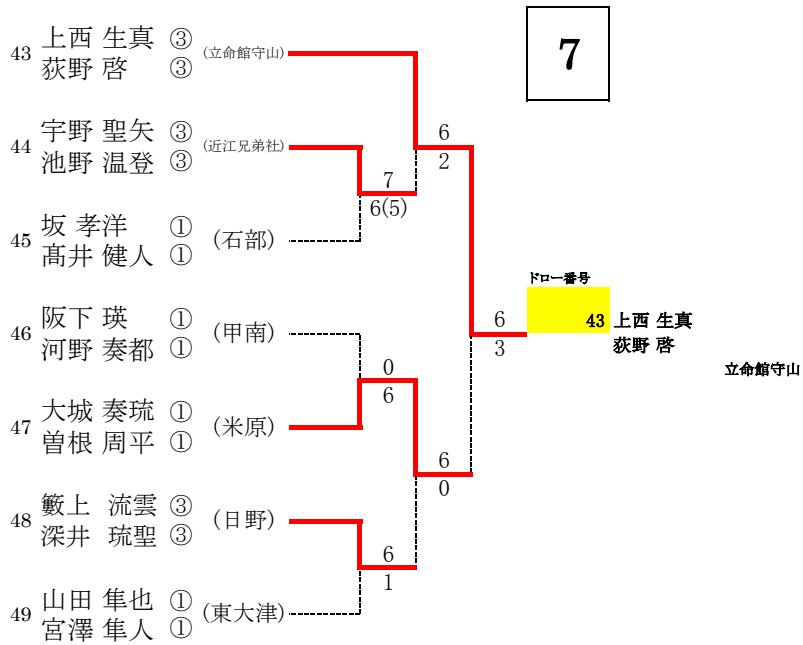 7
43 上西 生真 ③ (立命館守山)
荻野 啓 ③
6
2
44 宇野 聖矢 ③ (近江兄弟社)
池野 温登 ③
7
6(5)
45 坂 孝洋 ① (石部)
髙井 健人 ①
ドロー番号
43 上西 生真
荻野 啓
立命館守山
6
3
46 阪下 瑛 ① (甲南)
河野 奏都 ①
0
6
47 大城 奏琉 ① (米原)
曽根 周平 ①
6
0
48 籔上 流雲 ③ (日野)
深井 琉聖 ③
6
1
49 山田 隼也 ① (東大津)
宮澤 隼人 ①